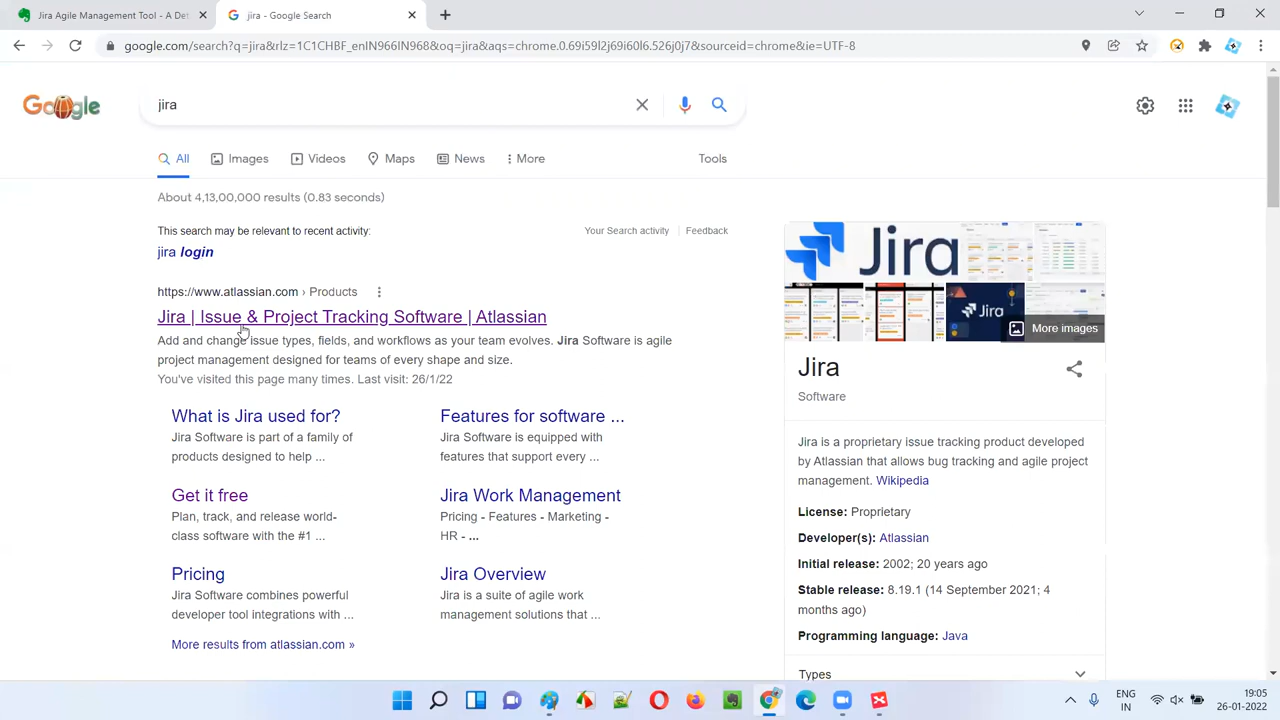 Jira Agile Management Tool - A Det
jira - Google Search
google.com/search?q=jira&rlz=1C1CHBF_enIN966IN968&oq=jira&aqs=chrome.0.69i59l2j69i60l6.526j0j7&sourceid=chrome&ie=UTF-8
Google
jira
All
Images
Videos
Maps
News
More
Tools
About 4,13,00,000 results (0.83 seconds)
This search may be relevant to recent activity:
Your Search activity
Feedback
jira login
https://www.atlassian.com › Products
Jira | Issue & Project Tracking Software | Atlassian
Add and change issue types, fields, and workflows as your team evolves. Jira Software is agile
project management designed for teams of every shape and size.
You've visited this page many times. Last visit: 26/1/22
What is Jira used for?
Jira Software is part of a family of
products designed to help ...
Features for software ...
Jira Software is equipped with
features that support every ...
Get it free
Plan, track, and release world-
class software with the #1 ...
Jira Work Management
Pricing - Features - Marketing -
HR - ...
Pricing
Jira Software combines powerful
developer tool integrations with ...
Jira Overview
Jira is a suite of agile work
management solutions that ...
More results from atlassian.com »
Jira
Jira
More images
Jira
Software
Jira is a proprietary issue tracking product developed
by Atlassian that allows bug tracking and agile project
management. Wikipedia
License: Proprietary
Developer(s): Atlassian
Initial release: 2002; 20 years ago
Stable release: 8.19.1 (14 September 2021; 4
months ago)
Programming language: Java
Types
ENG
IN
19:05
26-01-2022